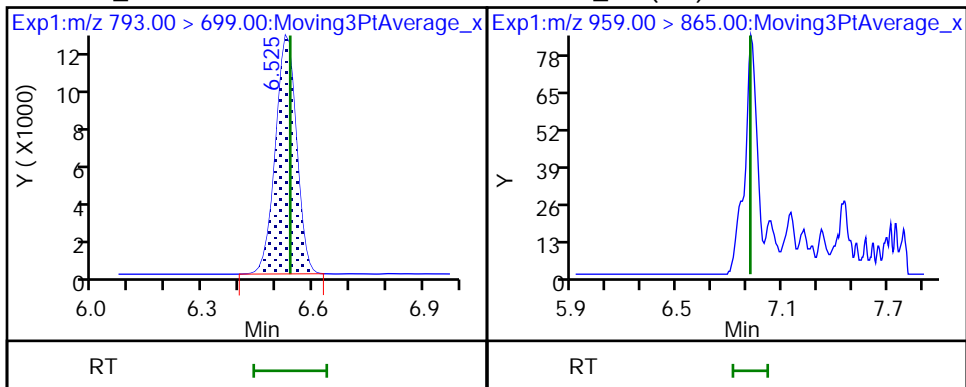 Exp1:m/z 793.00 > 699.00:Moving3PtAverage_x
6.525
Y ( X1000)
12
10
8
6
4
2
0
6.0 6.3 6.6 6.9
Min
RT
Exp1:m/z 959.00 > 865.00:Moving3PtAverage_x
Y
78
65
52
39
26
13
0
5.9 6.5 7.1 7.7
Min
RT